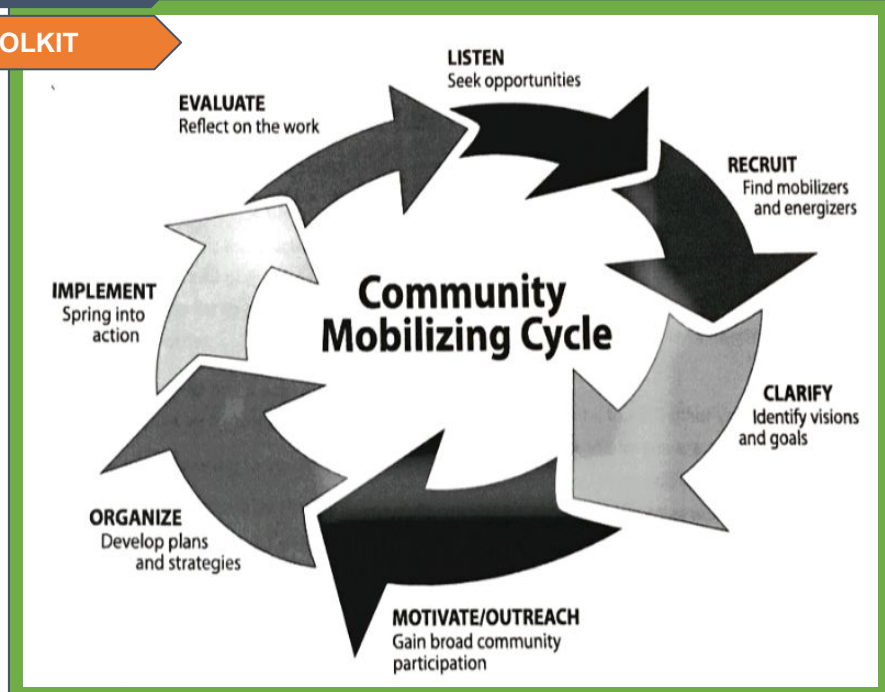 OLKIT
LISTEN
Seek opportunities
RECRUIT
Find mobilizers
and energizers
CLARIFY
Identify visions
and goals
MOTIVATE/OUTREACH
Gain broad community
participation
ORGANIZE
Develop plans
and strategies
IMPLEMENT
Spring into
action
EVALUATE
Reflect on the work
Community
Mobilizing Cycle